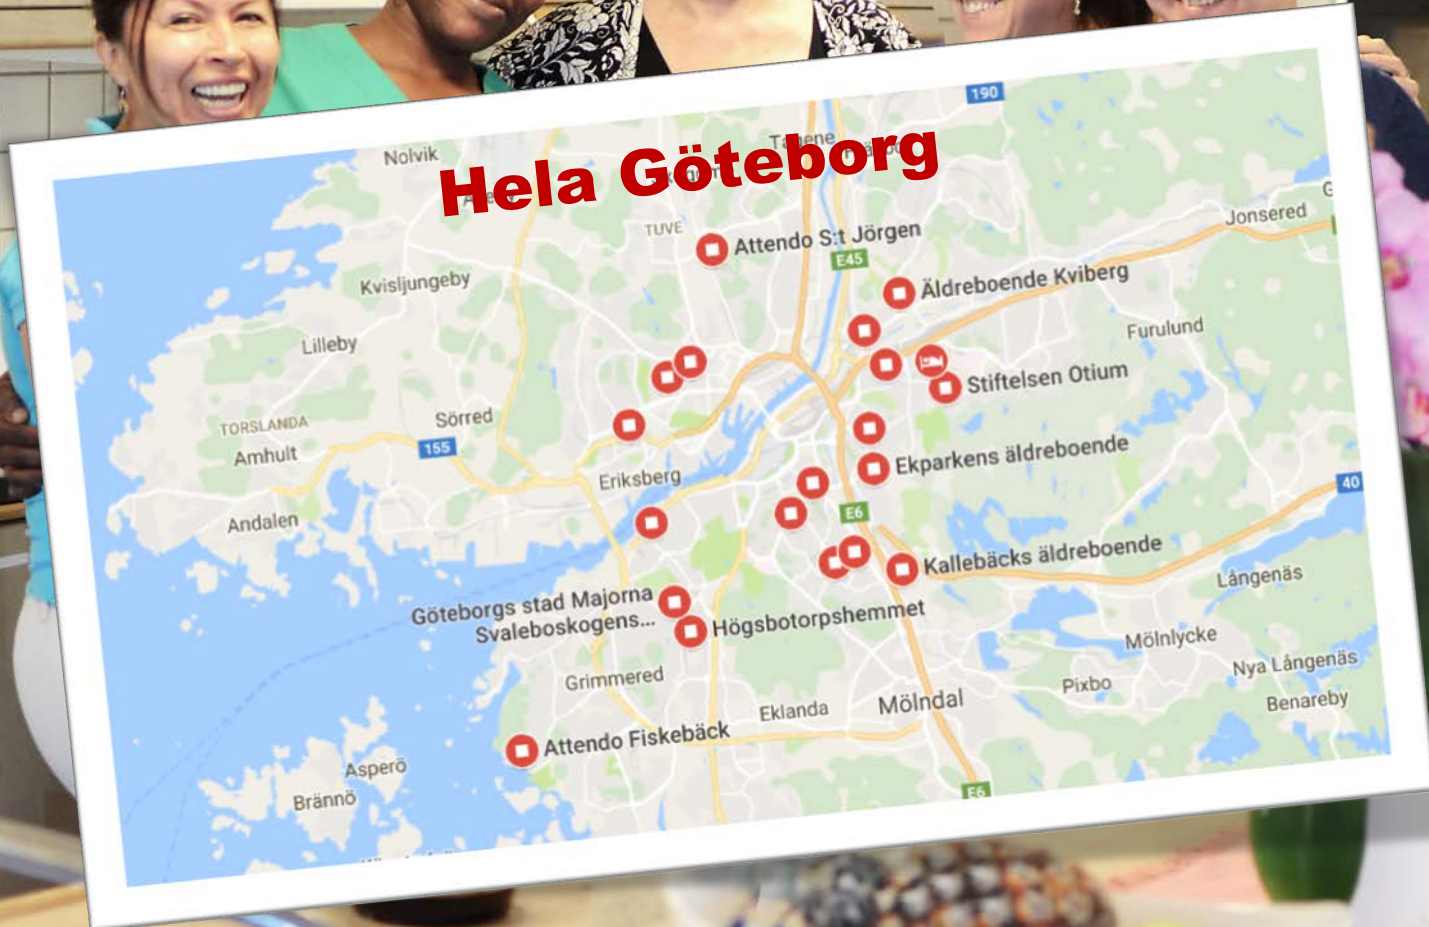 190
Nolvik
Hela Göteborg
TUVE
Attendo S:t Jörgen
E45
Jonsered
Kvisljungeby
Äldreboende Kviberg
Lilleby
Furulund
Stiftelsen Otium
TORSLANDA
Sörred
Amhult
155
Eriksberg
Ekparkens äldreboende
40
Andalen
E6
Kallebäcks äldreboende
Långenäs
Göteborgs stad Majorna
Svaleboskogens...
Högsbotorpshemmet
Mölnlycke
Grimmered
Nya Långenäs
Pixbo
Mölndal
Eklanda
Benareby
Attendo Fiskebäck
Asperö
Brännö
E6